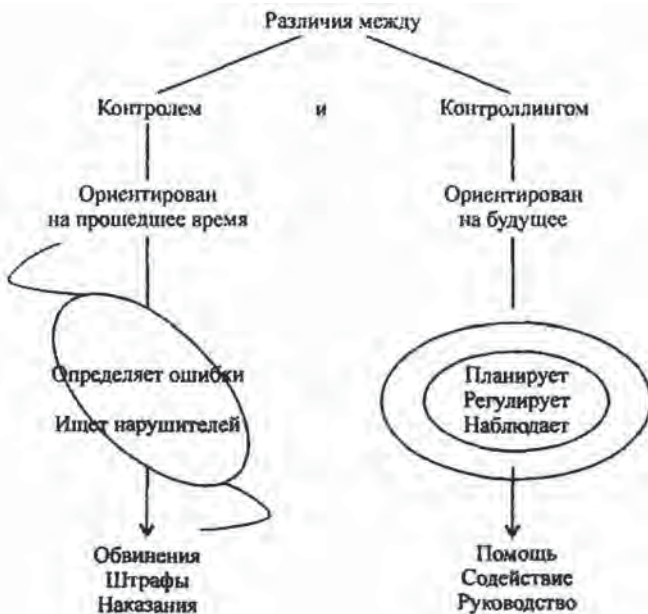 Различия между
Контролем и Контроллингом
Ориентирован
на прошедшее время
Ориентирован
на будущее
Определяет ошибки
Ищет нарушителей
Планирует
Регулирует
Наблюдает
Обвинения
Штрафы
Наказания
Помощь
Содействие
Руководство